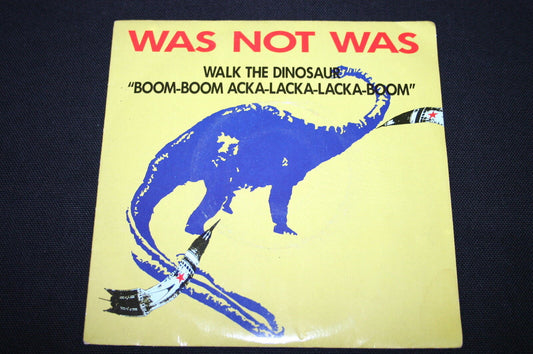 WAS NOT WAS
WALK THE DINOSAUR
"BOOM-BOOM ACKA-LACKA-LACKA-BOOM"